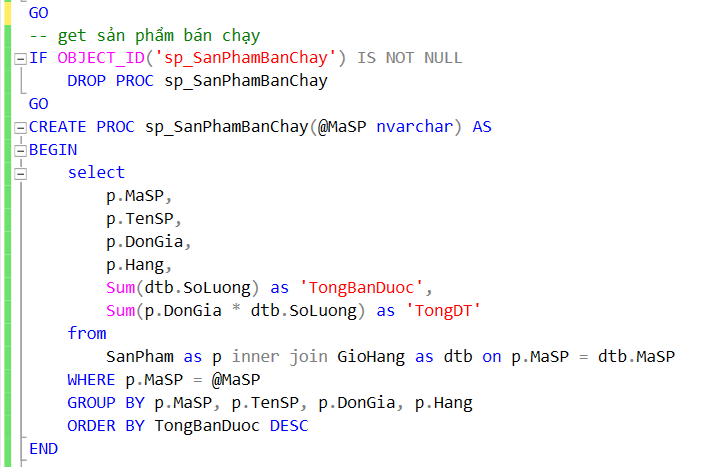 GO
-- get sản phẩm bán chạy
IF OBJECT_ID('sp_SanPhamBanChay') IS NOT NULL
    DROP PROC sp_SanPhamBanChay
GO
CREATE PROC sp_SanPhamBanChay(@MaSP nvarchar) AS
BEGIN
    select
        p.MaSP,
        p.TenSP,
        p.DonGia,
        p.Hang,
        Sum(dtb.SoLuong) as 'TongBanDuoc',
        Sum(p.DonGia * dtb.SoLuong) as 'TongDT'
    from
        SanPham as p inner join GioHang as dtb on p.MaSP = dtb.MaSP
    WHERE p.MaSP = @MaSP
    GROUP BY p.MaSP, p.TenSP, p.DonGia, p.Hang
    ORDER BY TongBanDuoc DESC
END